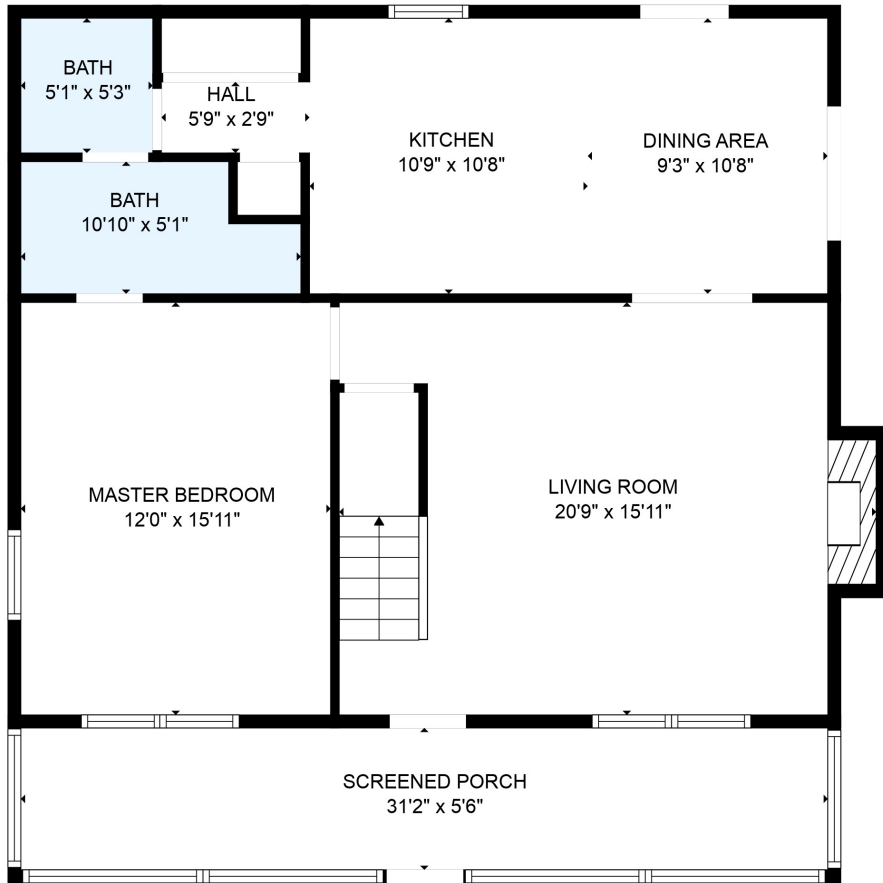 BATH
5'1" x 5'3"
HALL
5'9" x 2'9"
KITCHEN
10'9" x 10'8"
DINING AREA
9'3" x 10'8"
BATH
10'10" x 5'1"
MASTER BEDROOM
12'0" x 15'11"
LIVING ROOM
20'9" x 15'11"
SCREENED PORCH
31'2" x 5'6"